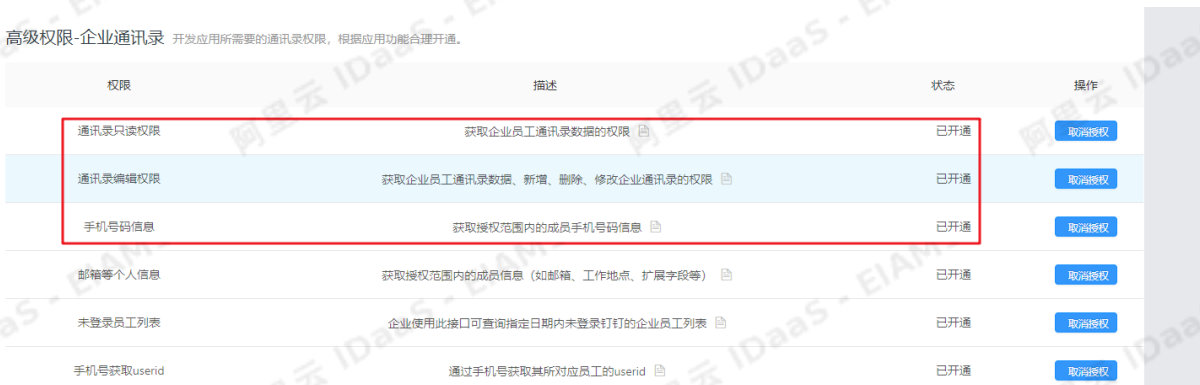 高级权限-企业通讯录 开发应用所需要的通讯录权限，根据应用功能合理开通。
权限 描述 状态 操作
通讯录只读权限 获取企业员工通讯录数据的权限 已开通 取消授权
通讯录编辑权限 获取企业员工通讯录数据、新增、删除、修改企业通讯录的权限 已开通 取消授权
手机号码信息 获取授权范围内的成员手机号码信息 已开通 取消授权
邮箱等个人信息 获取授权范围内的成员信息（如邮箱、工作地点、扩展字段等） 已开通 取消授权
未登录员工列表 企业使用此接口可查询指定日期内未登录钉钉的企业员工列表 已开通 取消授权
手机号获取userid 通过手机号获取其所对应员工的userid 已开通 取消授权
阿里云 IDaaS - EIAM